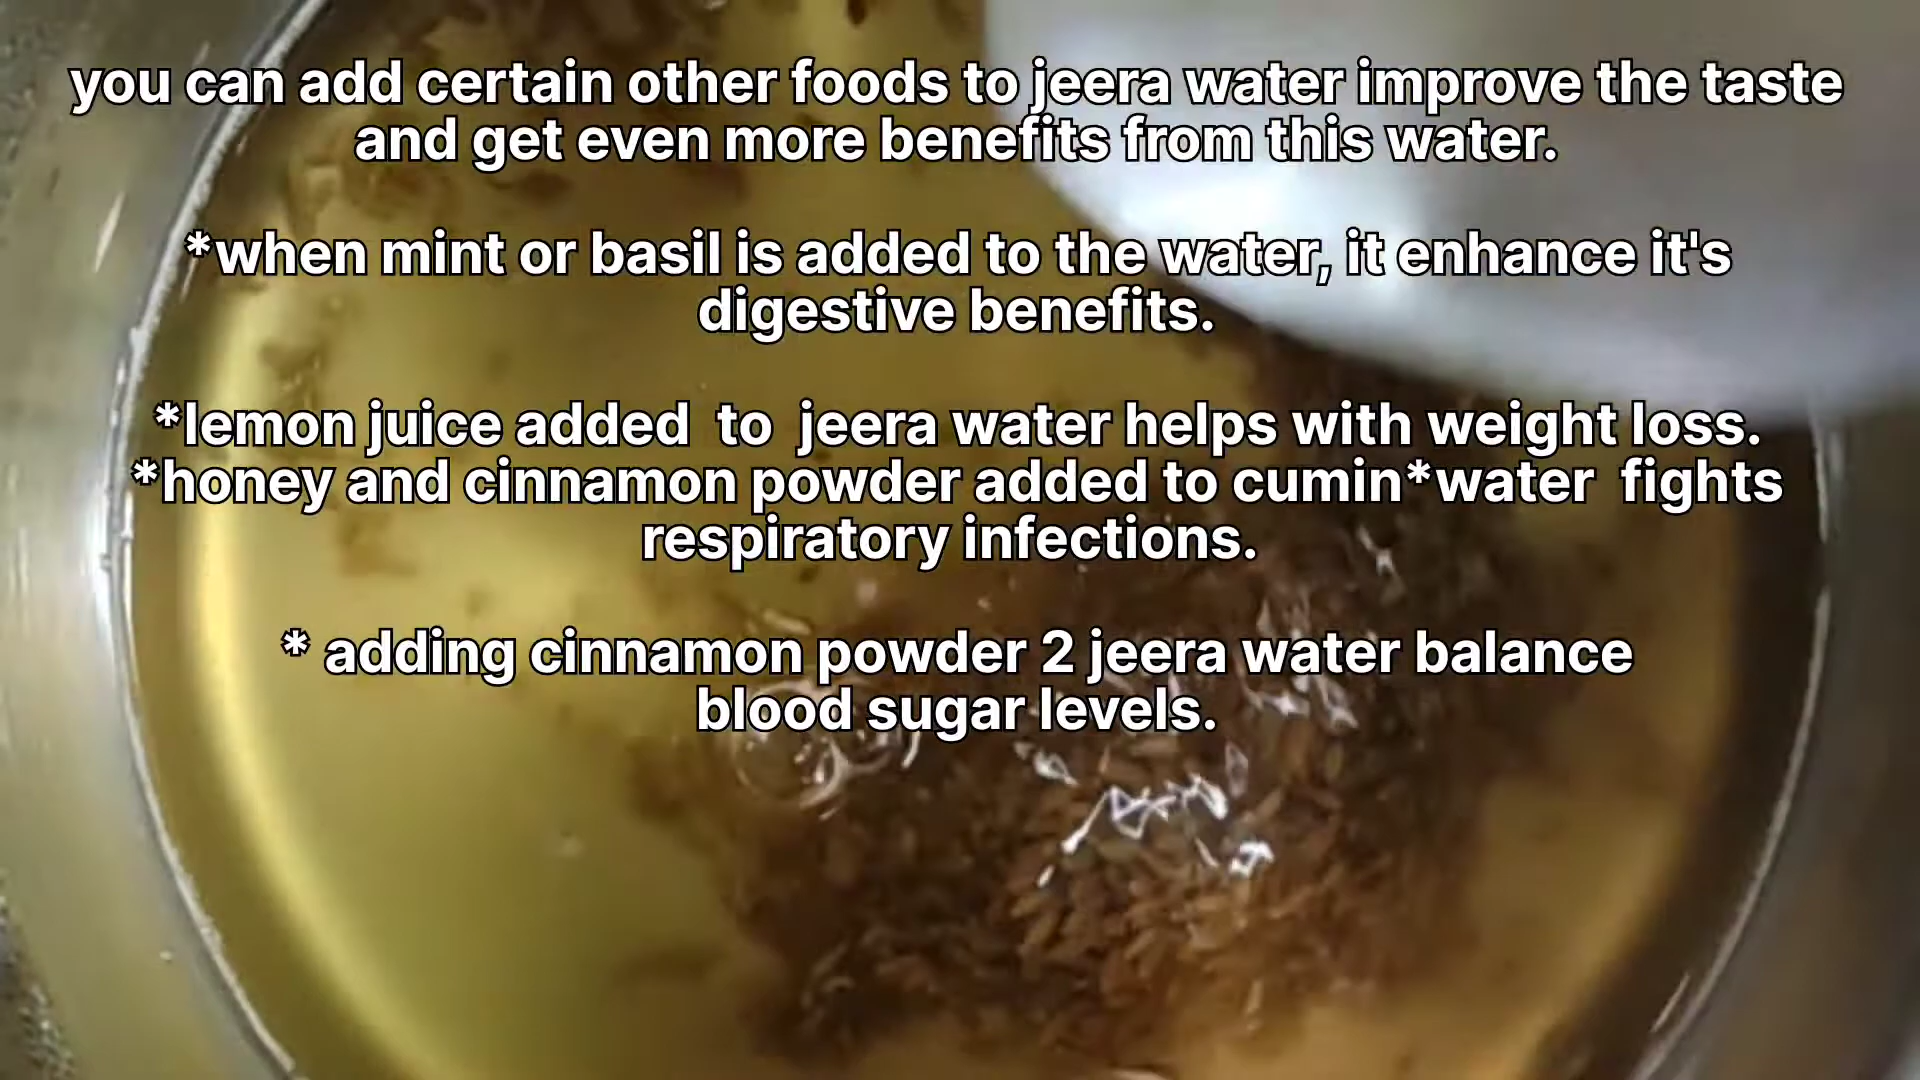 you can add certain other foods to jeera water improve the taste
and get even more benefits from this water.
*when mint or basil is added to the water, it enhance it's
digestive benefits.
*lemon juice added  to  jeera water helps with weight loss.
*honey and cinnamon powder added to cumin*water  fights
respiratory infections.
* adding cinnamon powder 2 jeera water balance
blood sugar levels.